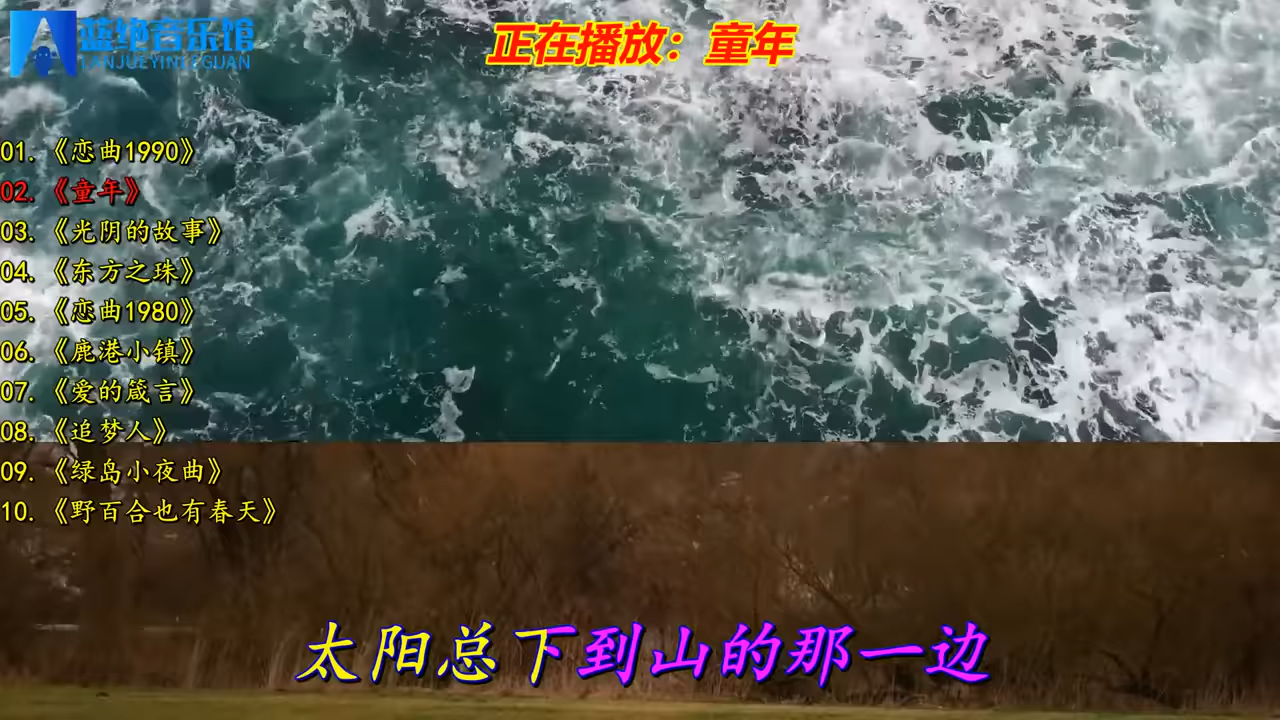 蓝绝音乐馆
LANJUEYINLEGUAN
正在播放：童年
01.《恋曲1990》
02.《童年》
03.《光阴的故事》
04.《东方之珠》
05.《恋曲1980》
06.《鹿港小镇》
07.《爱的箴言》
08.《追梦人》
09.《绿岛小夜曲》
10.《野百合也有春天》
太阳总下到山的那一边